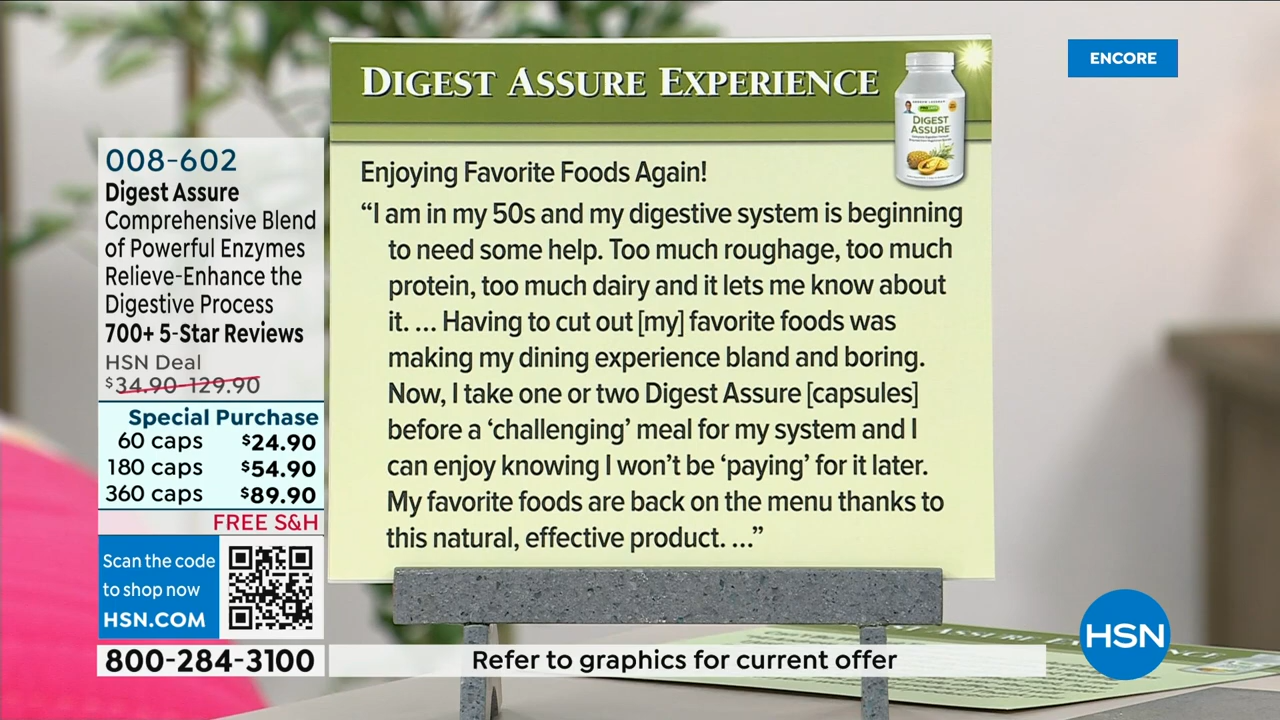 ENCORE
DIGEST ASSURE EXPERIENCE
DIGEST
ASSURE
Enjoying Favorite Foods Again!
“I am in my 50s and my digestive system is beginning
to need some help. Too much roughage, too much
protein, too much dairy and it lets me know about
it. ... Having to cut out [my] favorite foods was
making my dining experience bland and boring.
Now, I take one or two Digest Assure [capsules]
before a ‘challenging’ meal for my system and I
can enjoy knowing I won’t be ‘paying’ for it later.
My favorite foods are back on the menu thanks to
this natural, effective product. ...”
008-602
Digest Assure
Comprehensive Blend
of Powerful Enzymes
Relieve-Enhance the
Digestive Process
700+ 5-Star Reviews
HSN Deal
$34.90-129.90
Special Purchase
60 caps $24.90
180 caps $54.90
360 caps $89.90
FREE S&H
Scan the code
to shop now
HSN.COM
800-284-3100
Refer to graphics for current offer
HSN